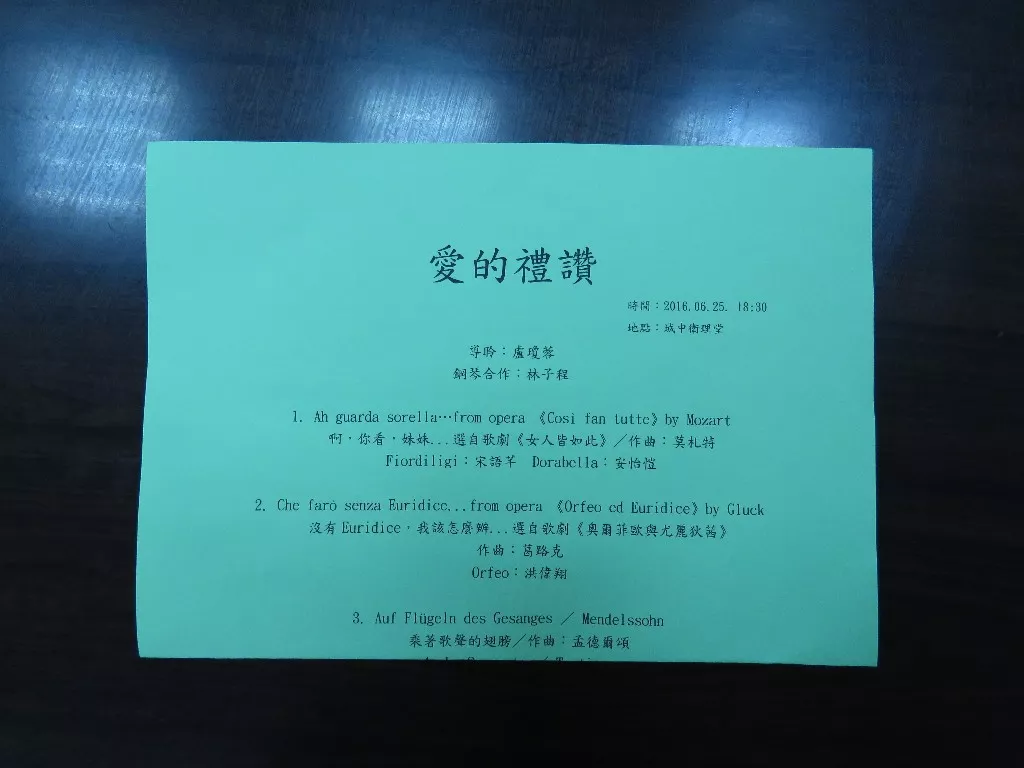 愛的禮讚
時間：2016.06.25. 18:30
地點：城中衛理堂
導聆：盧瓊蓉
鋼琴合作：林子程
1. Ah guarda sorella…from opera 《Cosi fan tutte》by Mozart
啊，你看，妹妹...選自歌劇《女人皆如此》／作曲：莫札特
Fiordiligi：宋語芊 Dorabella：安怡愷
2. Che farò senza Euridice...from opera 《Orfeo ed Euridice》by Gluck
沒有Euridice，我該怎麼辦...選自歌劇《奧爾菲歐與尤麗狄茜》
作曲：葛路克
Orfeo：洪偉翔
3. Auf Flügeln des Gesanges ／ Mendelssohn
乘著歌聲的翅膀／作曲：孟德爾頌